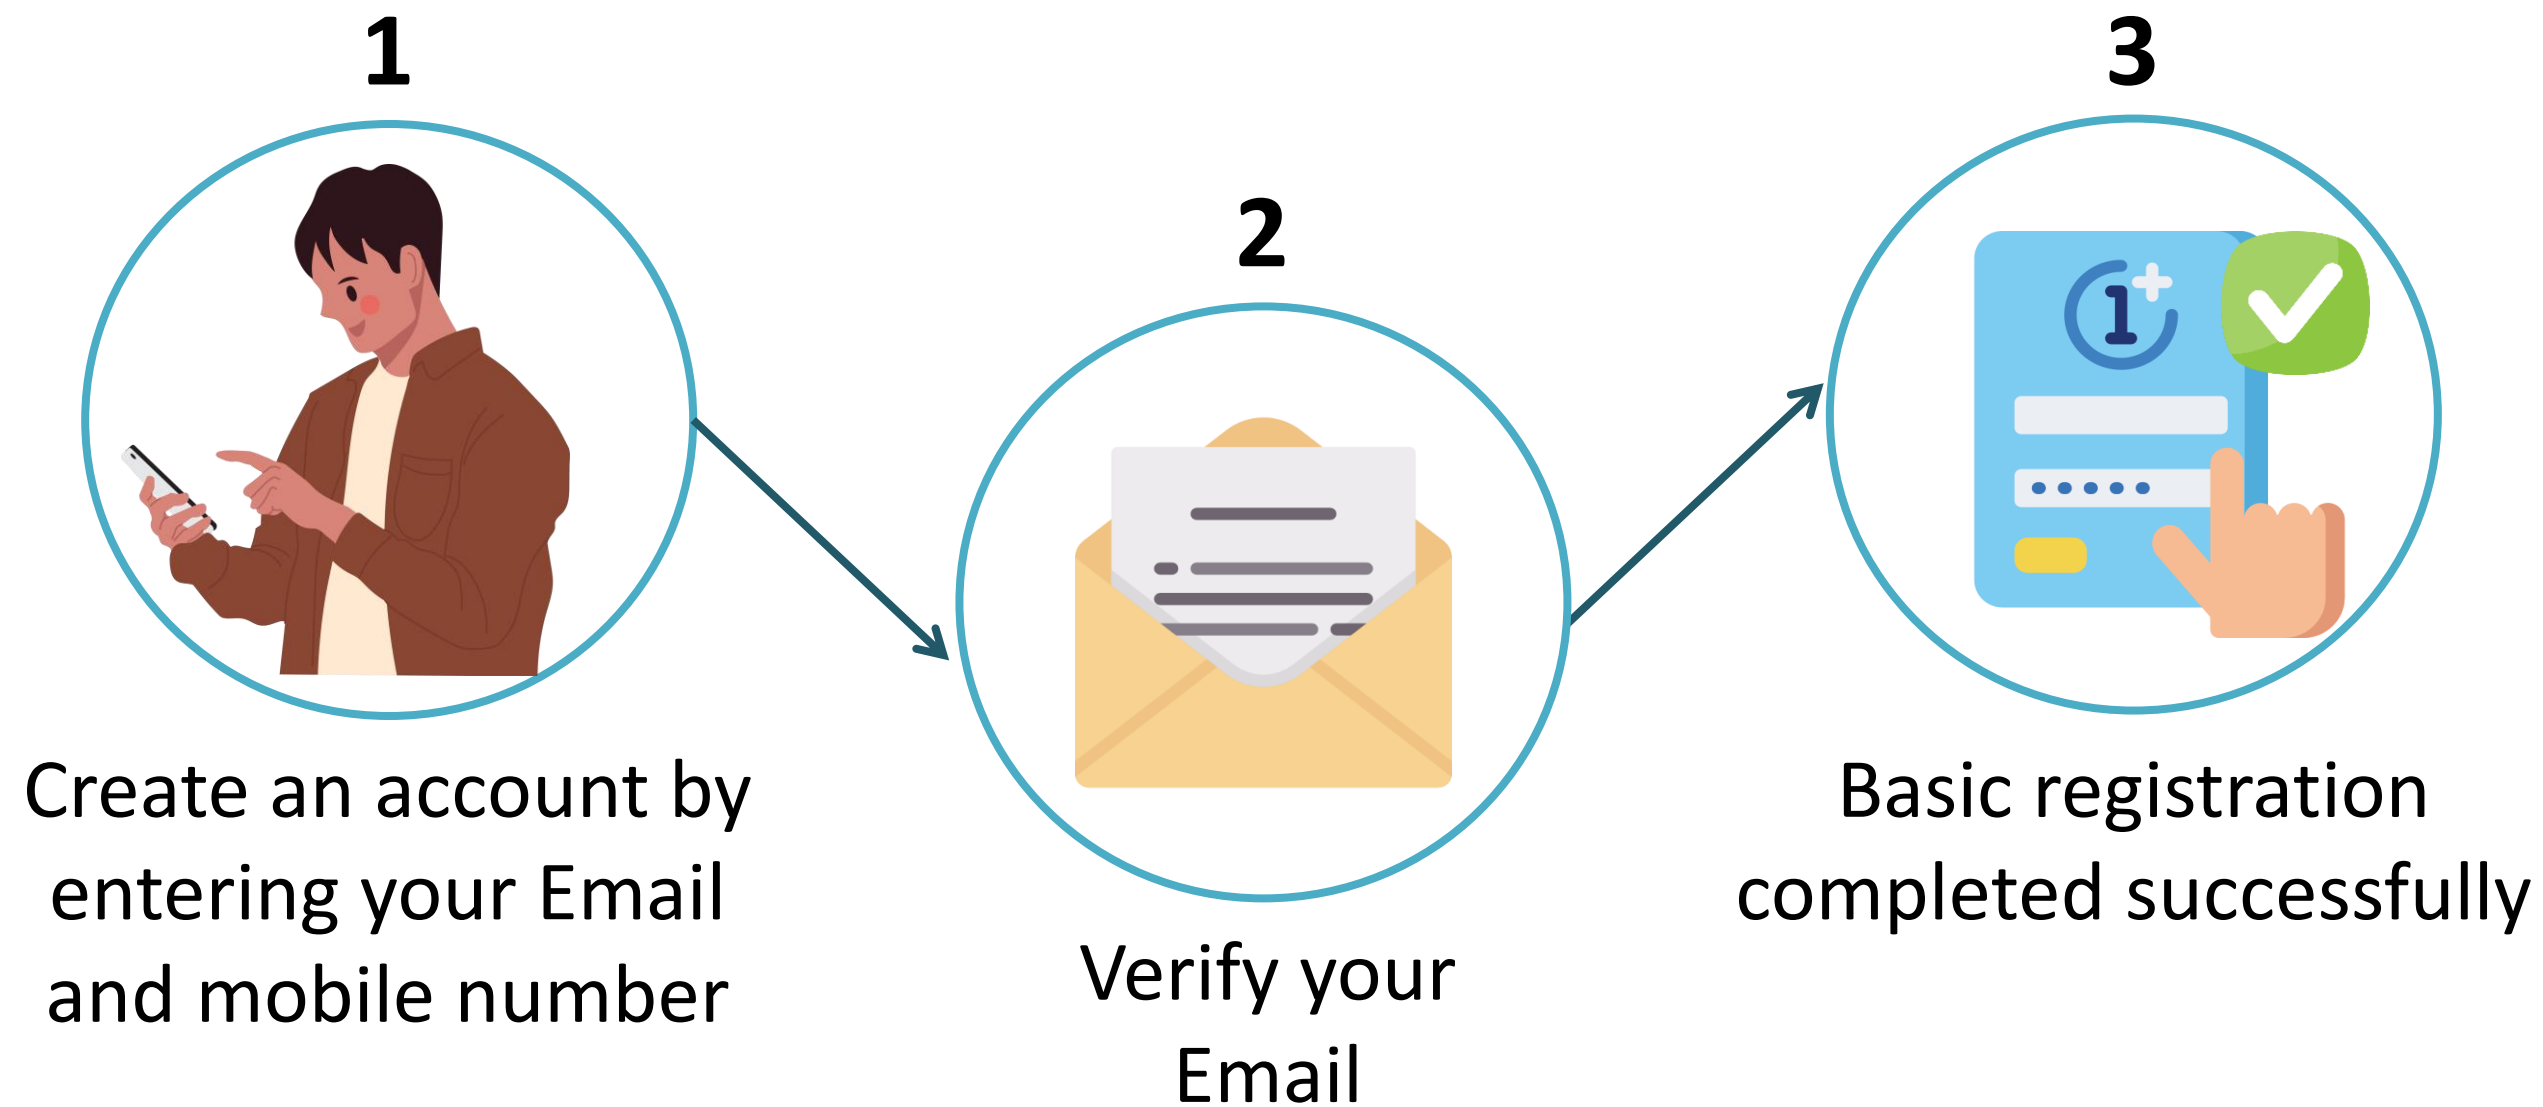 1
Create an account by
entering your Email
and mobile number
2
Verify your
Email
3
1
Basic registration
completed successfully